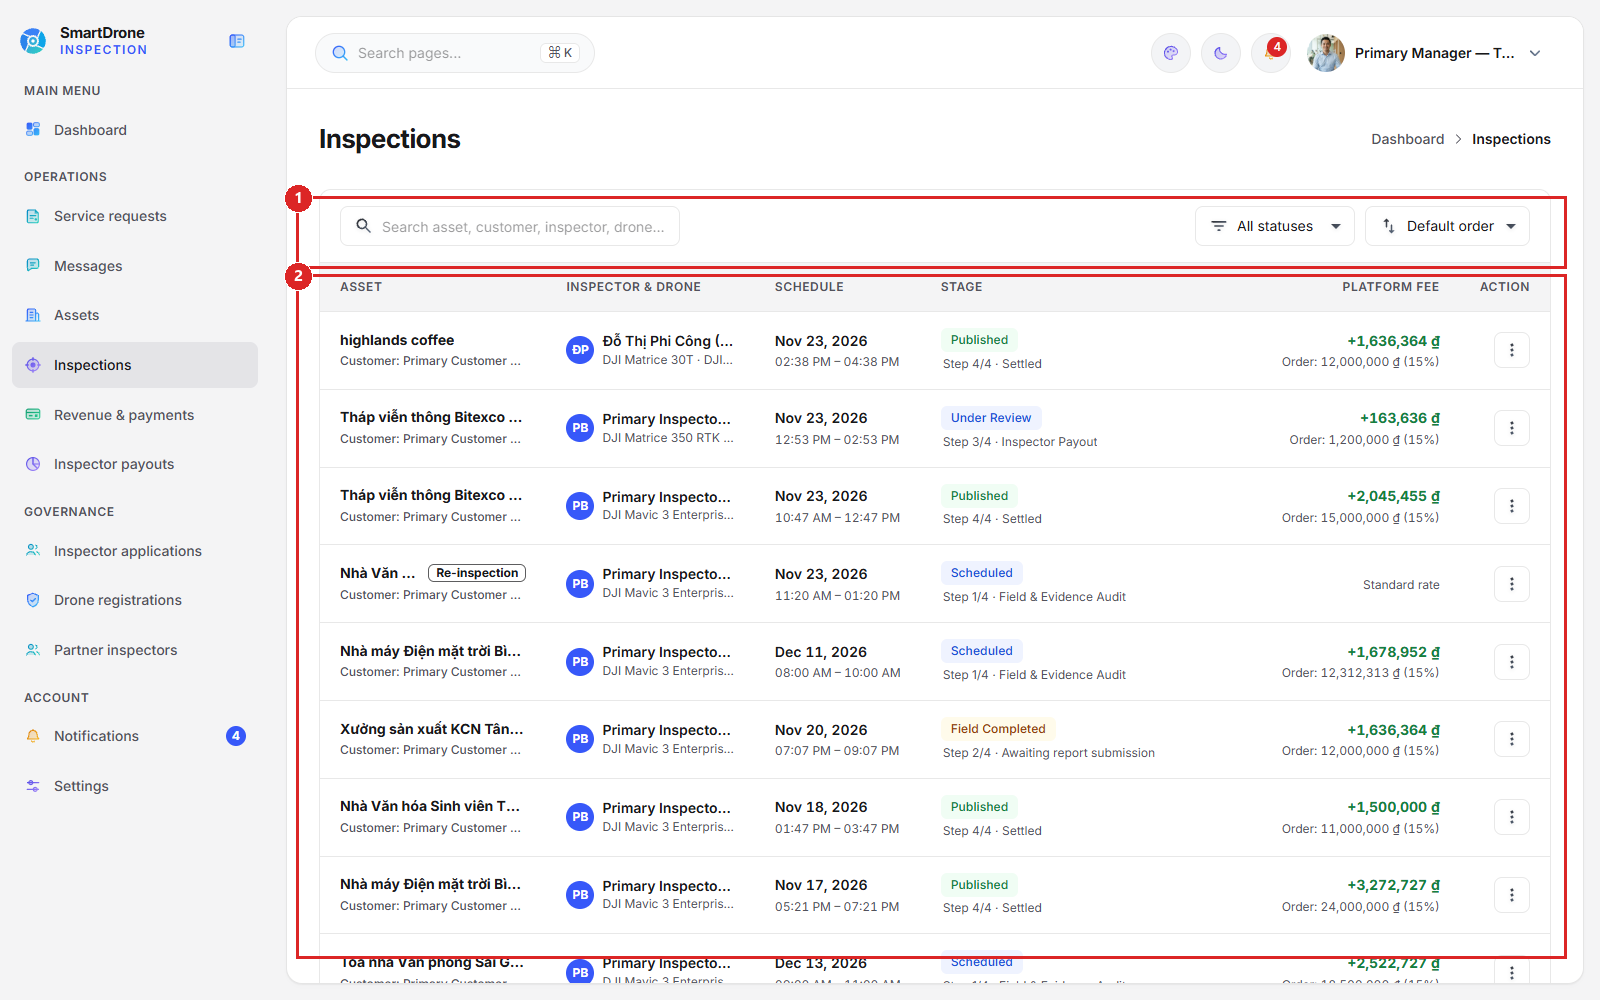 SmartDrone
INSPECTION
MAIN MENU
Dashboard
OPERATIONS
Service requests
Messages
Assets
Inspections
Revenue & payments
Inspector payouts
GOVERNANCE
Inspector applications
Drone registrations
Partner inspectors
ACCOUNT
Notifications 4
Settings
Search pages... ⌘ K
4
Primary Manager — T...
Inspections
Dashboard > Inspections
1
Search asset, customer, inspector, drone... All statuses Default order
2
ASSET INSPECTOR & DRONE SCHEDULE STAGE PLATFORM FEE ACTION
highlands coffee ĐP Đỗ Thị Phi Công (... Nov 23, 2026 Published +1,636,364 ₫
Customer: Primary Customer ... DJI Matrice 30T · DJI... 02:38 PM – 04:38 PM Step 4/4 · Settled Order: 12,000,000 ₫ (15%)
Tháp viễn thông Bitexco ... PB Primary Inspecto... Nov 23, 2026 Under Review +163,636 ₫
Customer: Primary Customer ... DJI Matrice 350 RTK ... 12:53 PM – 02:53 PM Step 3/4 · Inspector Payout Order: 1,200,000 ₫ (15%)
Tháp viễn thông Bitexco ... PB Primary Inspecto... Nov 23, 2026 Published +2,045,455 ₫
Customer: Primary Customer ... DJI Mavic 3 Enterpris... 10:47 AM – 12:47 PM Step 4/4 · Settled Order: 15,000,000 ₫ (15%)
Nhà Văn ... Re-inspection PB Primary Inspecto... Nov 23, 2026 Scheduled Standard rate
Customer: Primary Customer ... DJI Mavic 3 Enterpris... 11:20 AM – 01:20 PM Step 1/4 · Field & Evidence Audit
Nhà máy Điện mặt trời Bì... PB Primary Inspecto... Dec 11, 2026 Scheduled +1,678,952 ₫
Customer: Primary Customer ... DJI Mavic 3 Enterpris... 08:00 AM – 10:00 AM Step 1/4 · Field & Evidence Audit Order: 12,312,313 ₫ (15%)
Xưởng sản xuất KCN Tân... PB Primary Inspecto... Nov 20, 2026 Field Completed +1,636,364 ₫
Customer: Primary Customer ... DJI Mavic 3 Enterpris... 07:07 PM – 09:07 PM Step 2/4 · Awaiting report submission Order: 12,000,000 ₫ (15%)
Nhà Văn hóa Sinh viên T... PB Primary Inspecto... Nov 18, 2026 Published +1,500,000 ₫
Customer: Primary Customer ... DJI Mavic 3 Enterpris... 01:47 PM – 03:47 PM Step 4/4 · Settled Order: 11,000,000 ₫ (15%)
Nhà máy Điện mặt trời Bì... PB Primary Inspecto... Nov 17, 2026 Published +3,272,727 ₫
Customer: Primary Customer ... DJI Mavic 3 Enterpris... 05:21 PM – 07:21 PM Step 4/4 · Settled Order: 24,000,000 ₫ (15%)
Tòa nhà Văn phòng Sài G... PB Primary Inspecto... Dec 13, 2026 Scheduled +2,522,727 ₫